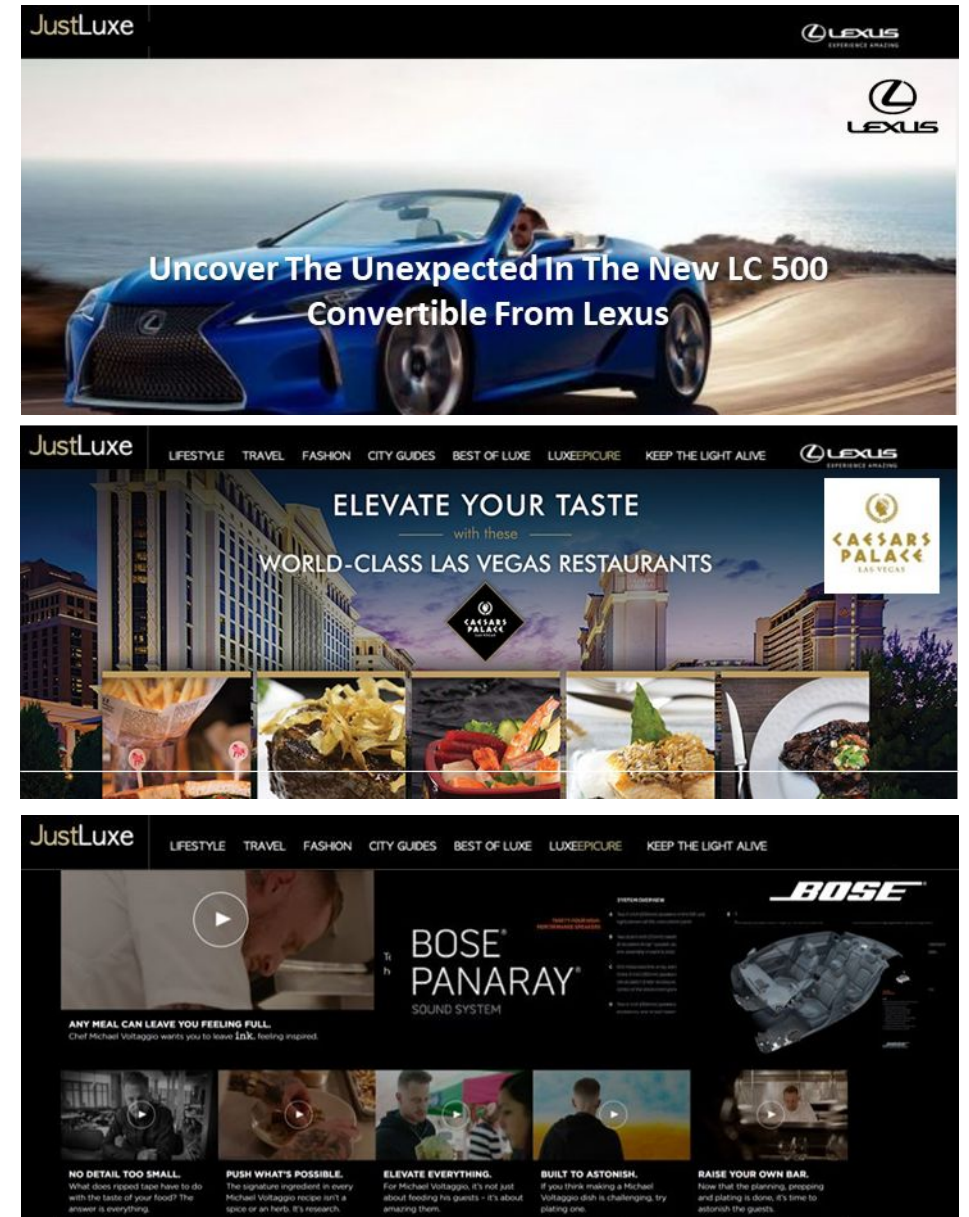 JustLuxe
LEXUS
EXPERIENCE AMAZING
LEXUS
Uncover The Unexpected In The New LC 500
Convertible From Lexus
JustLuxe
LIFESTYLE TRAVEL FASHION CITY GUIDES BEST OF LUXE LUXEEPICURE KEEP THE LIGHT ALIVE
LEXUS
EXPERIENCE AMAZING
ELEVATE YOUR TASTE
with these
WORLD-CLASS LAS VEGAS RESTAURANTS
CAESARS
PALACE
LAS VEGAS
CAESARS
PALACE
JustLuxe
LIFESTYLE TRAVEL FASHION CITY GUIDES BEST OF LUXE LUXEEPICURE KEEP THE LIGHT ALIVE
BOSE
SYSTEM OVERVIEW
BOSE®
PANARAY®
SOUND SYSTEM
ANY MEAL CAN LEAVE YOU FEELING FULL.
Chef Michael Voltaggio wants you to leave ink. feeling inspired.
NO DETAIL TOO SMALL.
What does ripped tape have to do
with the taste of your food? The
answer is everything.
PUSH WHAT'S POSSIBLE.
The signature ingredient in every
Michael Voltaggio recipe isn't a
spice or an herb. It's research.
ELEVATE EVERYTHING.
For Michael Voltaggio, it's not just
about feeding his guests – it's about
amazing them.
BUILT TO ASTONISH.
If you think making a Michael
Voltaggio dish is challenging, try
plating one.
RAISE YOUR OWN BAR.
Now that the planning, prepping
and plating is done, it's time to
astonish the guests.